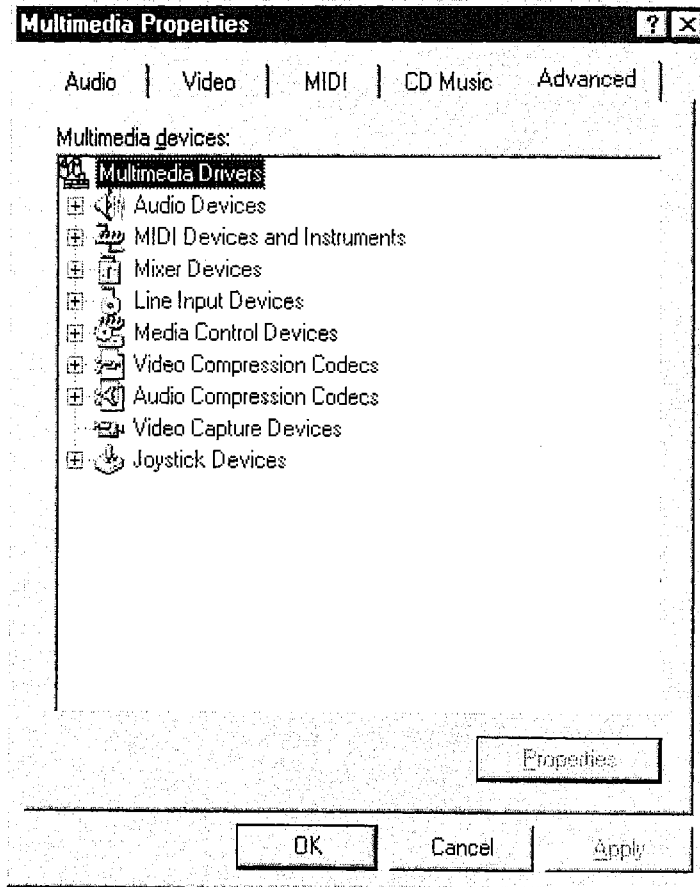 Multimedia Properties
Audio Video MIDI CD Music Advanced
Multimedia devices:
Multimedia Drivers
Audio Devices
MIDI Devices and Instruments
Mixer Devices
Line Input Devices
Media Control Devices
Video Compression Codecs
Audio Compression Codecs
Video Capture Devices
Joystick Devices
Properties
OK Cancel Apply